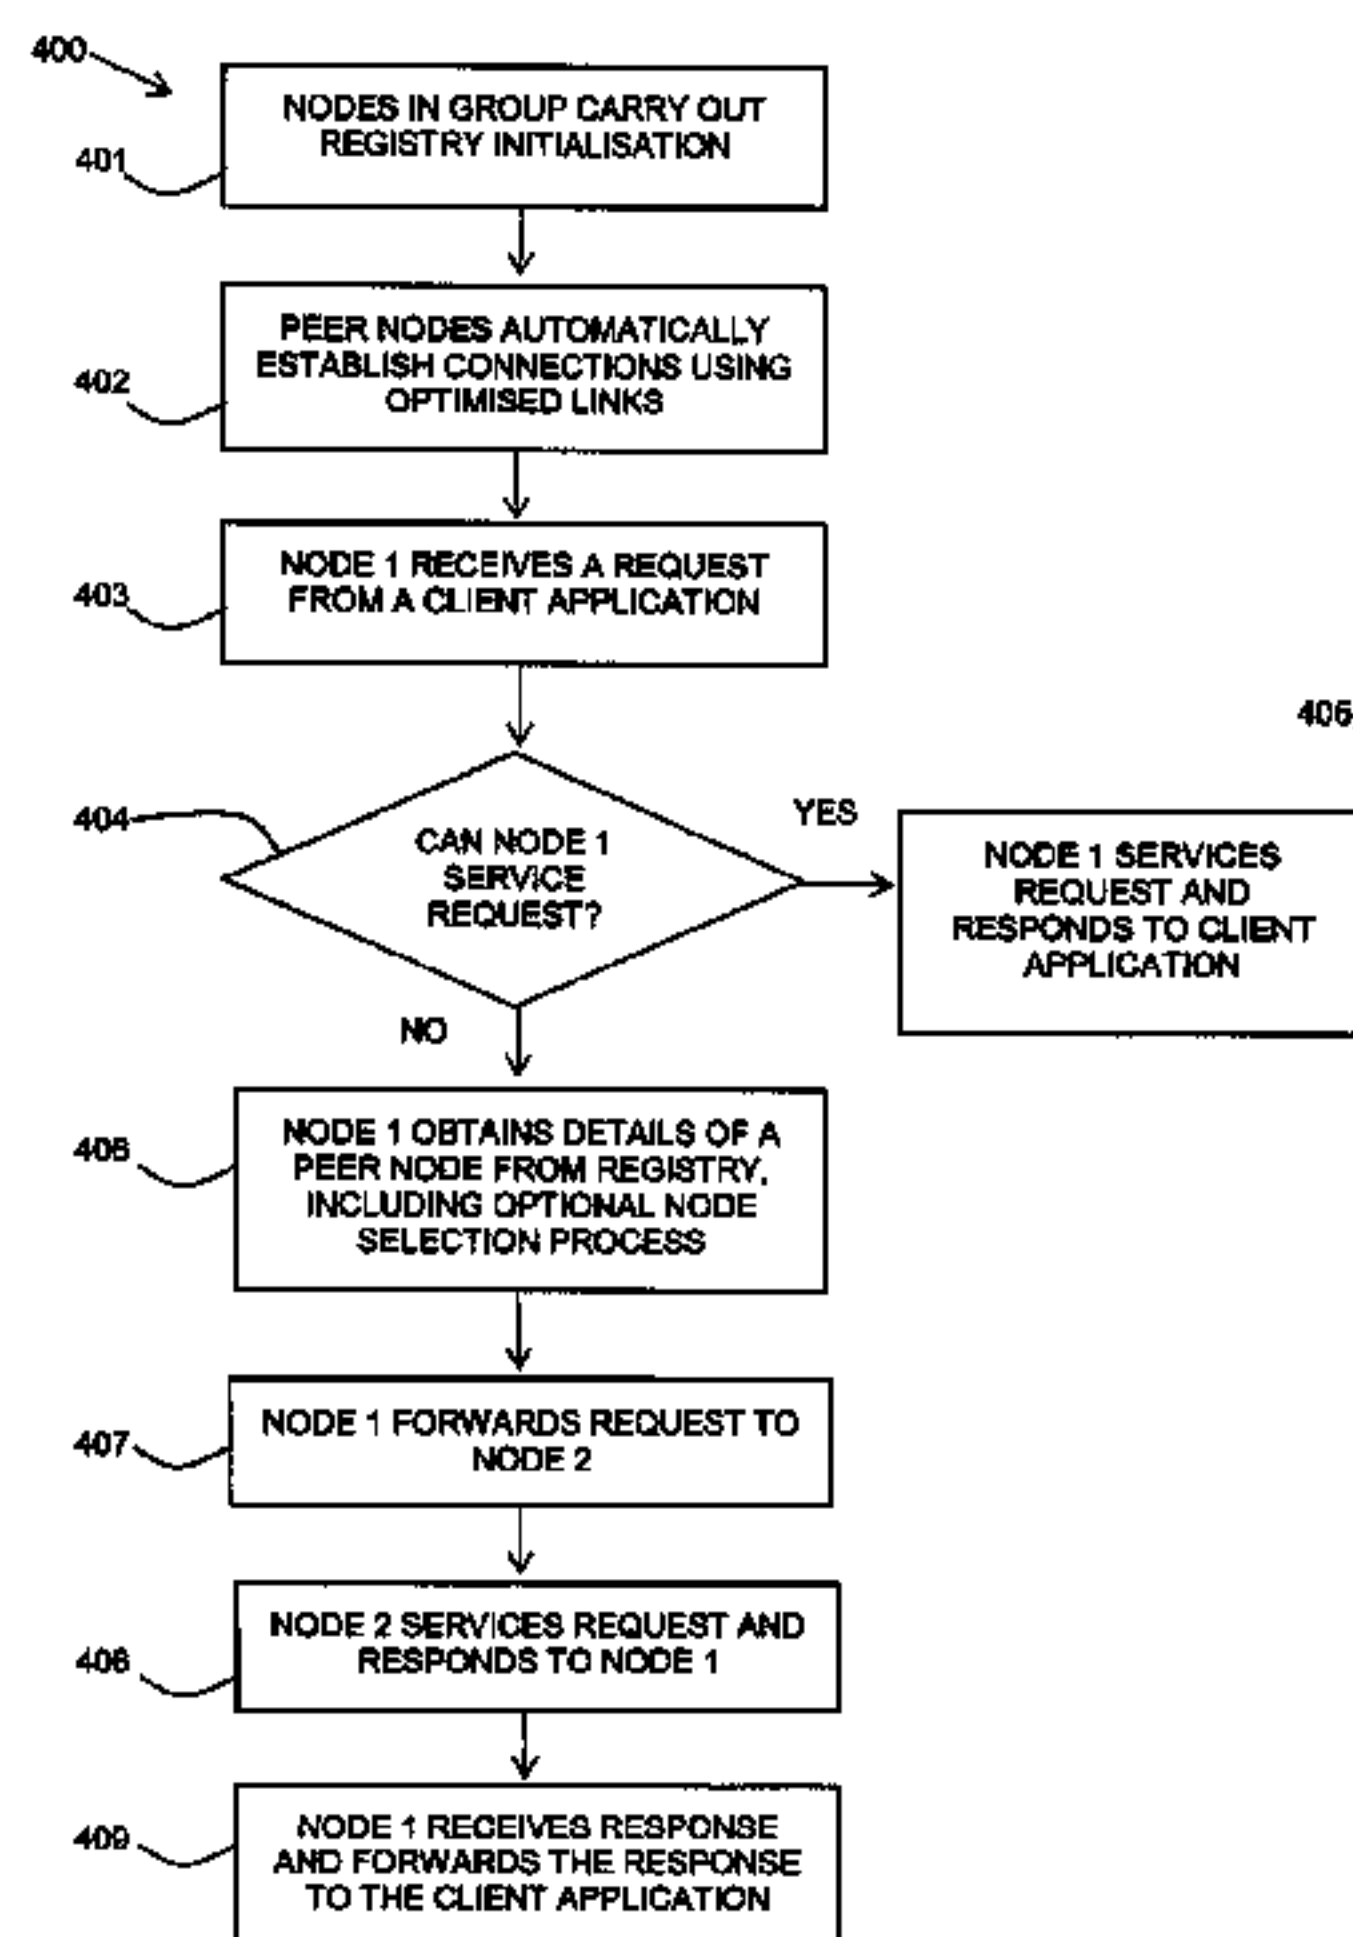 400
NODES IN GROUP CARRY OUT
REGISTRY INITIALISATION
401
PEER NODES AUTOMATICALLY
ESTABLISH CONNECTIONS USING
OPTIMISED LINKS
402
NODE 1 RECEIVES A REQUEST
FROM A CLIENT APPLICATION
403
404
CAN NODE 1
SERVICE
REQUEST?
YES
405
NODE 1 SERVICES
REQUEST AND
RESPONDS TO CLIENT
APPLICATION
NO
406
NODE 1 OBTAINS DETAILS OF A
PEER NODE FROM REGISTRY,
INCLUDING OPTIONAL NODE
SELECTION PROCESS
407
NODE 1 FORWARDS REQUEST TO
NODE 2
408
NODE 2 SERVICES REQUEST AND
RESPONDS TO NODE 1
409
NODE 1 RECEIVES RESPONSE
AND FORWARDS THE RESPONSE
TO THE CLIENT APPLICATION